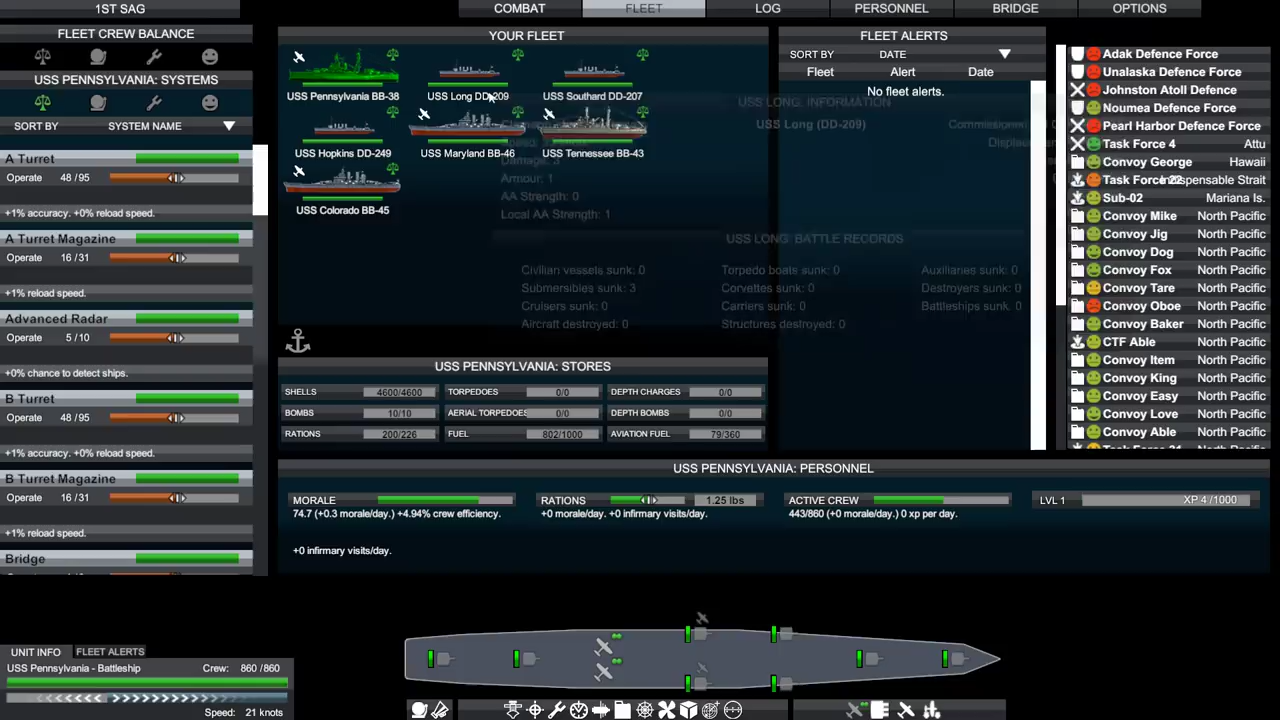 1ST SAG
COMBAT
FLEET
LOG
PERSONNEL
BRIDGE
OPTIONS
FLEET CREW BALANCE
USS PENNSYLVANIA: SYSTEMS
SORT BY SYSTEM NAME
A Turret
Operate 48 / 95
+1% accuracy. +0% reload speed.
A Turret Magazine
Operate 16 / 31
+1% reload speed.
Advanced Radar
Operate 5 / 10
+0% chance to detect ships.
B Turret
Operate 48 / 95
+1% accuracy. +0% reload speed.
B Turret Magazine
Operate 16 / 31
+1% reload speed.
Bridge
YOUR FLEET
USS Pennsylvania BB-38
USS Long DD-209
USS Southard DD-207
USS Hopkins DD-249
USS Maryland BB-46
USS Tennessee BB-43
USS Colorado BB-45
USS LONG: INFORMATION
USS Long (DD-209)
Armour: 1
AA Strength: 0
Local AA Strength: 1
USS LONG: BATTLE RECORDS
Civilian vessels sunk: 0 Torpedo boats sunk: 0 Auxiliaries sunk: 0
Submersibles sunk: 3 Corvettes sunk: 0 Destroyers sunk: 0
Cruisers sunk: 0 Carriers sunk: 0 Battleships sunk: 0
Aircraft destroyed: 0 Structures destroyed: 0
FLEET ALERTS
SORT BY DATE
Fleet Alert Date
No fleet alerts.
Adak Defence Force
Unalaska Defence Force
Johnston Atoll Defence
Noumea Defence Force
Pearl Harbor Defence Force
Task Force 4 Attu
Convoy George Hawaii
Sub-02 Mariana Is.
Convoy Mike North Pacific
Convoy Jig North Pacific
Convoy Dog North Pacific
Convoy Fox North Pacific
Convoy Tare North Pacific
Convoy Oboe North Pacific
Convoy Baker North Pacific
CTF Able North Pacific
Convoy Item North Pacific
Convoy King North Pacific
Convoy Easy North Pacific
Convoy Love North Pacific
Convoy Able North Pacific
USS PENNSYLVANIA: STORES
SHELLS 4600/4600 TORPEDOES 0/0 DEPTH CHARGES 0/0
BOMBS 10/10 AERIAL TORPEDOES 0/0 DEPTH BOMBS 0/0
RATIONS 200/226 FUEL 802/1000 AVIATION FUEL 79/360
USS PENNSYLVANIA: PERSONNEL
MORALE
74.7 (+0.3 morale/day.) +4.94% crew efficiency.
+0 infirmary visits/day.
RATIONS 1.25 lbs
+0 morale/day. +0 infirmary visits/day.
ACTIVE CREW
443/860 (+0 morale/day.) 0 xp per day.
LVL 1 XP 4 /1000
UNIT INFO FLEET ALERTS
USS Pennsylvania - Battleship Crew: 860 /860
Speed: 21 knots